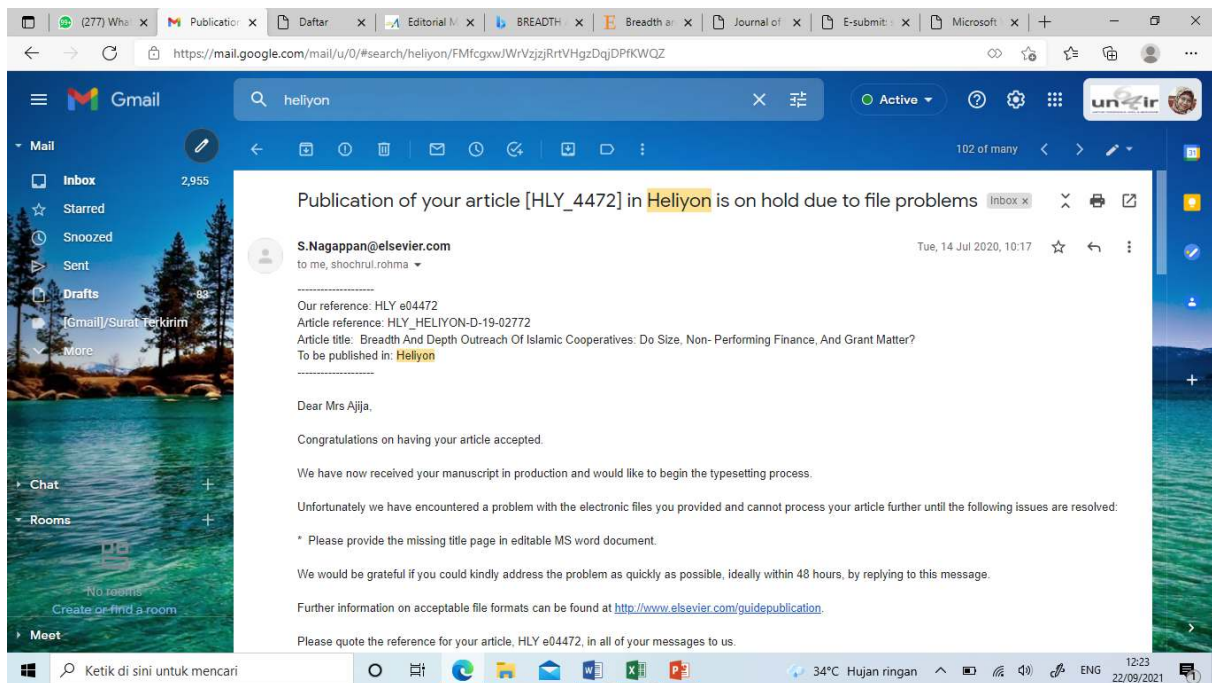 (277) Wha
Publication
Daftar
Editorial M
BREADTH
Breadth an
Journal of
E-submit:
Microsoft
https://mail.google.com/mail/u/0/#search/heliyon/FMfcgxwJWrVzjzjRrtVHgzDqjDPfKWQZ
Gmail
heliyon
Active
Mail
102 of many
Inbox 2,955
Starred
Snoozed
Sent
Drafts 83
[Gmail]/Surat Terkirim
More
Chat
Rooms
No rooms
Create or find a room
Meet
Publication of your article [HLY_4472] in Heliyon is on hold due to file problems Inbox x
S.Nagappan@elsevier.com Tue, 14 Jul 2020, 10:17
to me, shochrul.rohma
--------------------
Our reference: HLY e04472
Article reference: HLY_HELIYON-D-19-02772
Article title: Breadth And Depth Outreach Of Islamic Cooperatives: Do Size, Non- Performing Finance, And Grant Matter?
To be published in: Heliyon
--------------------
Dear Mrs Ajija,
Congratulations on having your article accepted.
We have now received your manuscript in production and would like to begin the typesetting process.
Unfortunately we have encountered a problem with the electronic files you provided and cannot process your article further until the following issues are resolved:
* Please provide the missing title page in editable MS word document.
We would be grateful if you could kindly address the problem as quickly as possible, ideally within 48 hours, by replying to this message.
Further information on acceptable file formats can be found at http://www.elsevier.com/guidepublication.
Please quote the reference for your article, HLY e04472, in all of your messages to us.
Ketik di sini untuk mencari
34°C Hujan ringan
ENG
12:23
22/09/2021